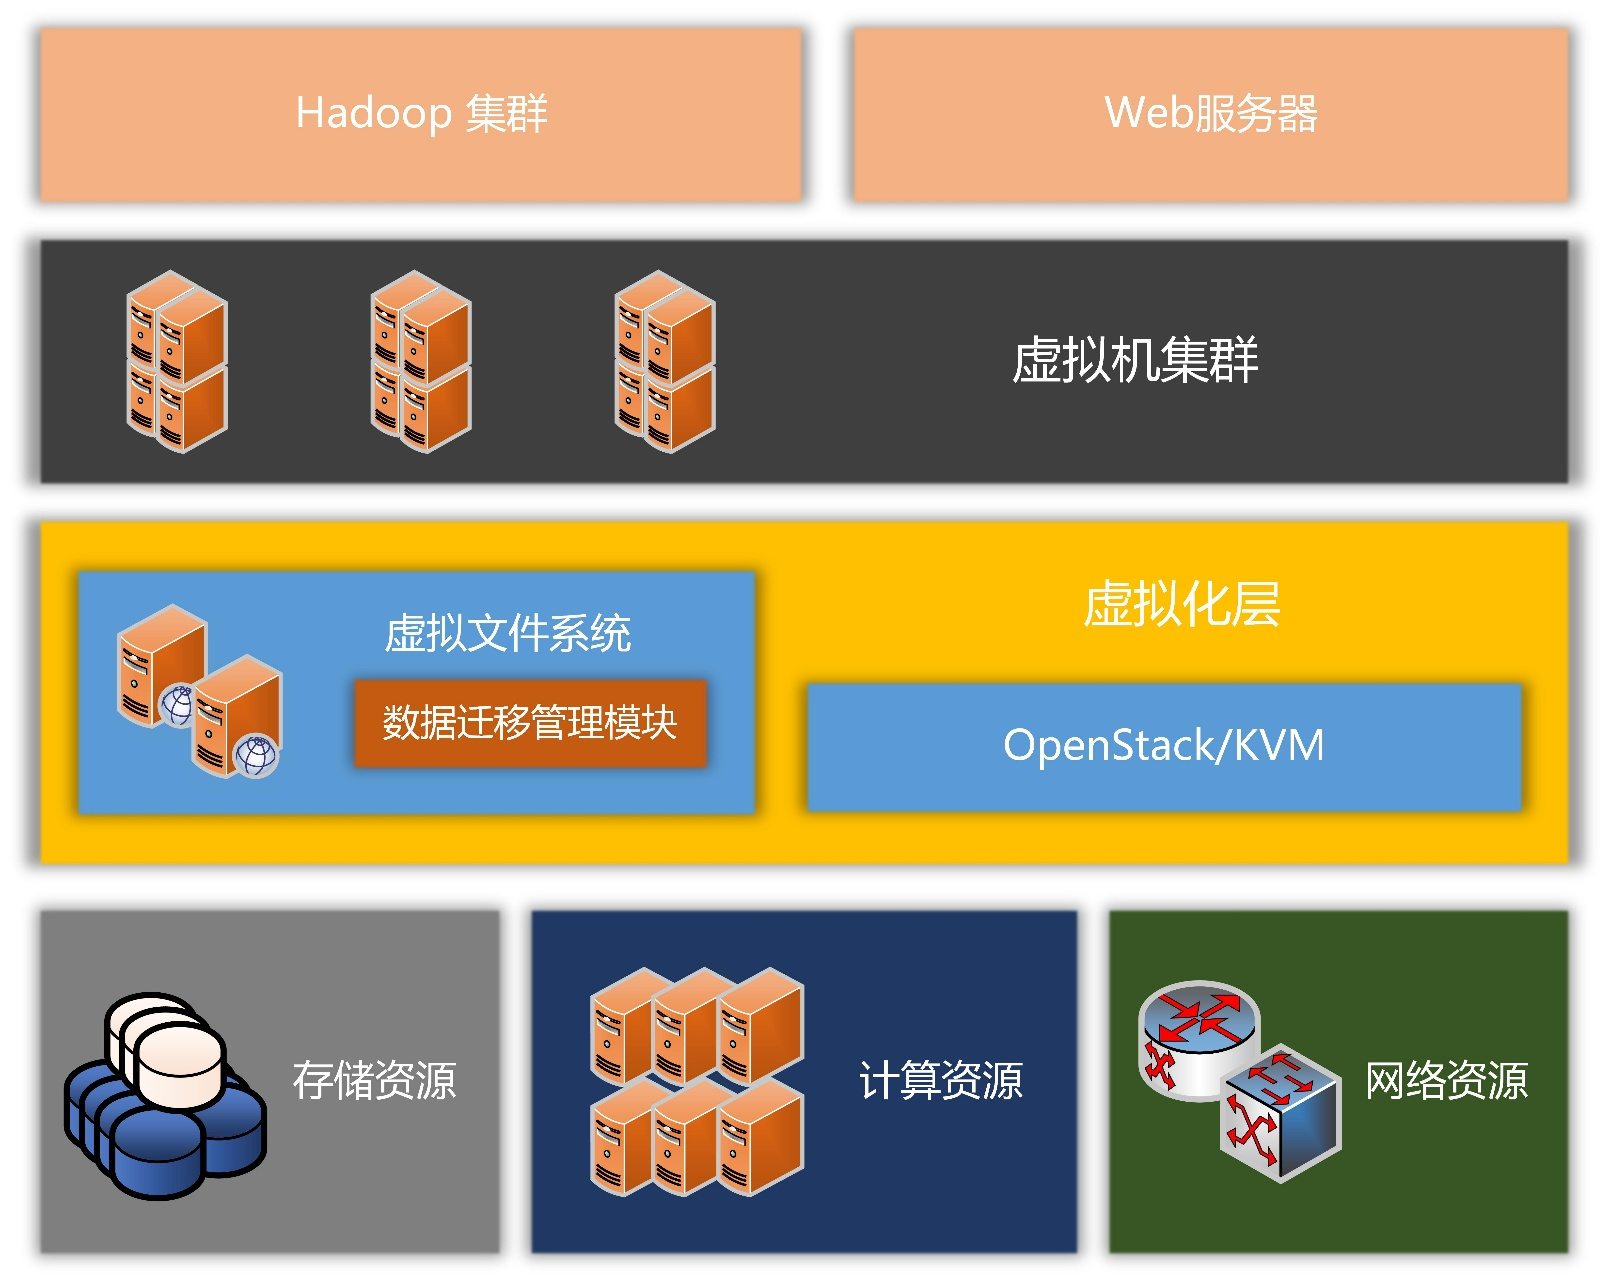 Hadoop 集群
Web服务器
虚拟机集群
虚拟化层
虚拟文件系统
数据迁移管理模块
OpenStack/KVM
存储资源
计算资源
网络资源